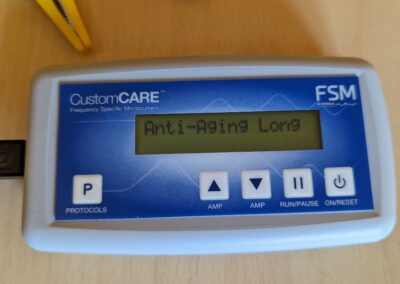 CustomCARE™
Frequency Specific Microcurrent
FSM
Anti-Aging Long
P
PROTOCOLS
AMP
AMP
RUN/PAUSE
ON/RESET